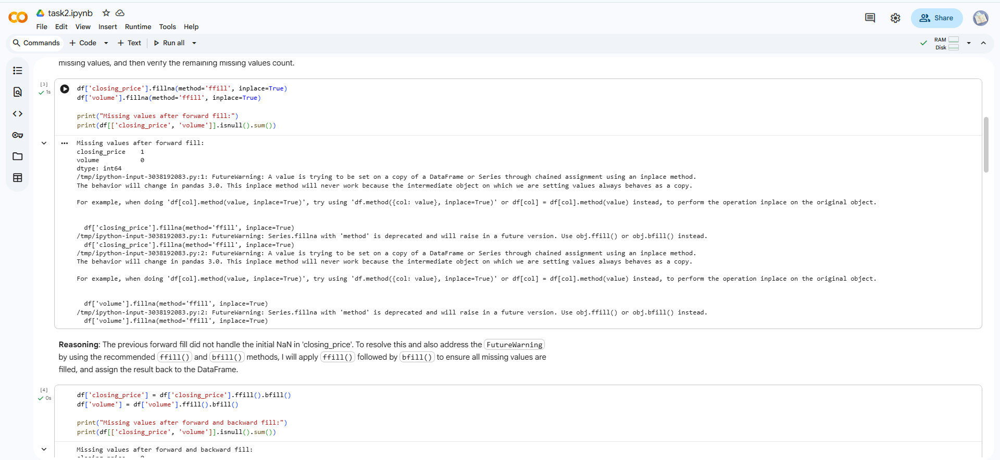 task2.ipynb
File Edit View Insert Runtime Tools Help
Share
Commands + Code + Text Run all
RAM
Disk
missing values, and then verify the remaining missing values count.
[3]
1s
df['closing_price'].fillna(method='ffill', inplace=True)
df['volume'].fillna(method='ffill', inplace=True)
print("Missing values after forward fill:")
print(df[['closing_price', 'volume']].isnull().sum())
Missing values after forward fill:
closing_price    1
volume           0
dtype: int64
/tmp/ipython-input-3038192083.py:1: FutureWarning: A value is trying to be set on a copy of a DataFrame or Series through chained assignment using an inplace method.
The behavior will change in pandas 3.0. This inplace method will never work because the intermediate object on which we are setting values always behaves as a copy.
For example, when doing 'df[col].method(value, inplace=True)', try using 'df.method({col: value}, inplace=True)' or df[col] = df[col].method(value) instead, to perform the operation inplace on the original object.
  df['closing_price'].fillna(method='ffill', inplace=True)
/tmp/ipython-input-3038192083.py:1: FutureWarning: Series.fillna with 'method' is deprecated and will raise in a future version. Use obj.ffill() or obj.bfill() instead.
  df['closing_price'].fillna(method='ffill', inplace=True)
/tmp/ipython-input-3038192083.py:2: FutureWarning: A value is trying to be set on a copy of a DataFrame or Series through chained assignment using an inplace method.
The behavior will change in pandas 3.0. This inplace method will never work because the intermediate object on which we are setting values always behaves as a copy.
For example, when doing 'df[col].method(value, inplace=True)', try using 'df.method({col: value}, inplace=True)' or df[col] = df[col].method(value) instead, to perform the operation inplace on the original object.
  df['volume'].fillna(method='ffill', inplace=True)
/tmp/ipython-input-3038192083.py:2: FutureWarning: Series.fillna with 'method' is deprecated and will raise in a future version. Use obj.ffill() or obj.bfill() instead.
  df['volume'].fillna(method='ffill', inplace=True)
Reasoning: The previous forward fill did not handle the initial NaN in 'closing_price'. To resolve this and also address the FutureWarning
by using the recommended ffill() and bfill() methods, I will apply ffill() followed by bfill() to ensure all missing values are
filled, and assign the result back to the DataFrame.
[4]
0s
df['closing_price'] = df['closing_price'].ffill().bfill()
df['volume'] = df['volume'].ffill().bfill()
print("Missing values after forward and backward fill:")
print(df[['closing_price', 'volume']].isnull().sum())
Missing values after forward and backward fill: